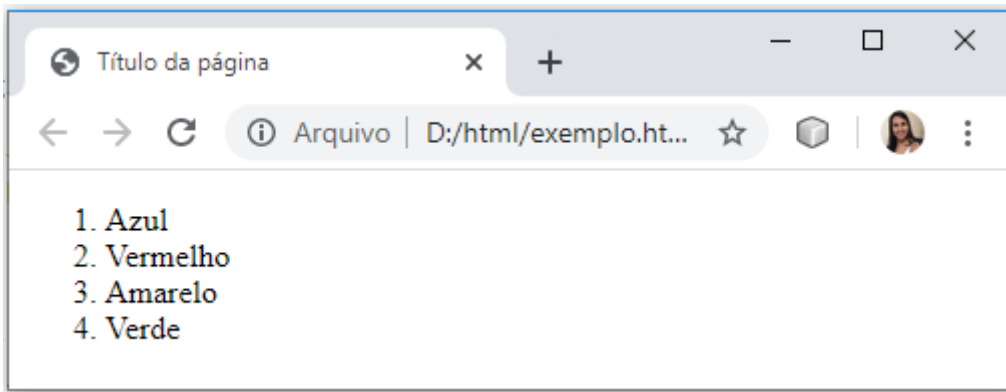 Título da página
Arquivo D:/html/exemplo.ht...
1. Azul
2. Vermelho
3. Amarelo
4. Verde